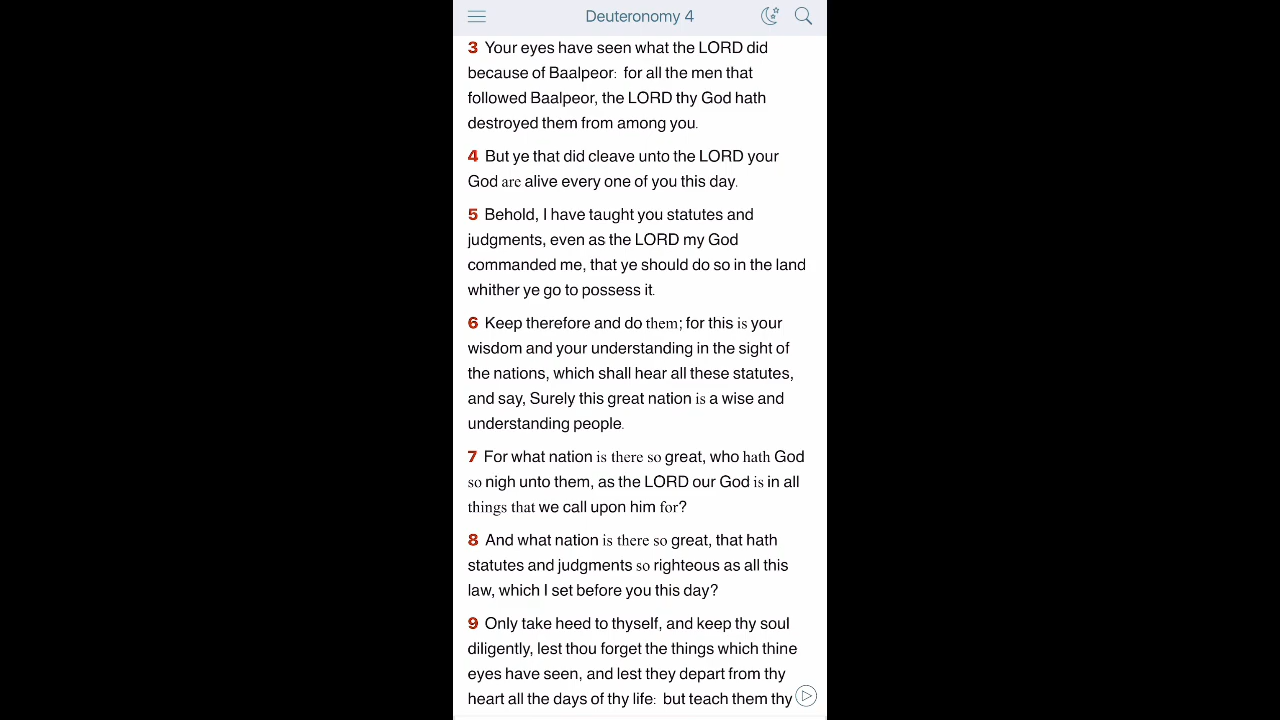 Deuteronomy 4
3 Your eyes have seen what the LORD did
because of Baalpeor: for all the men that
followed Baalpeor, the LORD thy God hath
destroyed them from among you.
4 But ye that did cleave unto the LORD your
God are alive every one of you this day.
5 Behold, I have taught you statutes and
judgments, even as the LORD my God
commanded me, that ye should do so in the land
whither ye go to possess it.
6 Keep therefore and do them; for this is your
wisdom and your understanding in the sight of
the nations, which shall hear all these statutes,
and say, Surely this great nation is a wise and
understanding people.
7 For what nation is there so great, who hath God
so nigh unto them, as the LORD our God is in all
things that we call upon him for?
8 And what nation is there so great, that hath
statutes and judgments so righteous as all this
law, which I set before you this day?
9 Only take heed to thyself, and keep thy soul
diligently, lest thou forget the things which thine
eyes have seen, and lest they depart from thy
heart all the days of thy life: but teach them thy